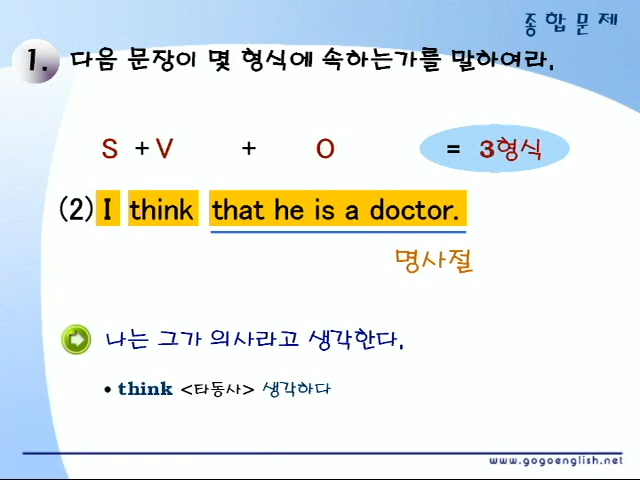 종합문제
1. 다음 문장이 몇 형식에 속하는가를 말하여라.
S + V + O = 3형식
(2) I think that he is a doctor.
명사절
나는 그가 의사라고 생각한다.
• think <타동사> 생각하다
www.gogoenglish.net